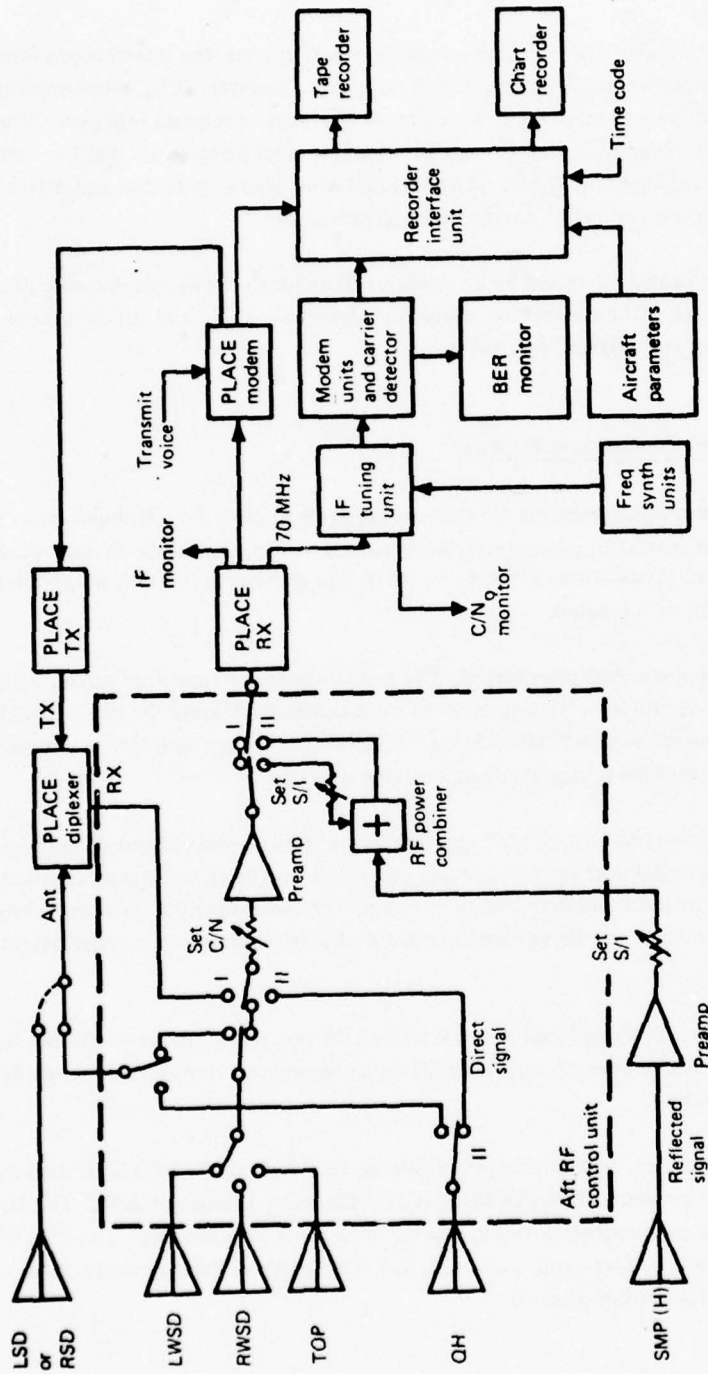 LSD
or
RSD
LWSD
RWSD
TOP
QH
SMP (H)
Ant
PLACE
diplexer
TX
PLACE
TX
RX
Transmit
voice
IF
monitor
PLACE
RX
70 MHz
PLACE
modem
Tape
recorder
Chart
recorder
Recorder
interface
unit
Time code
Modem
units
and carrier
detector
BER
monitor
Aircraft
parameters
IF
tuning
unit
Freq
synth
units
C/No
monitor
Set
C/N
Preamp
I
II
II
Set
S/I
+
RF power
combiner
Direct
signal
II
Aft RF
control unit
Set
S/I
Preamp
Reflected
signal